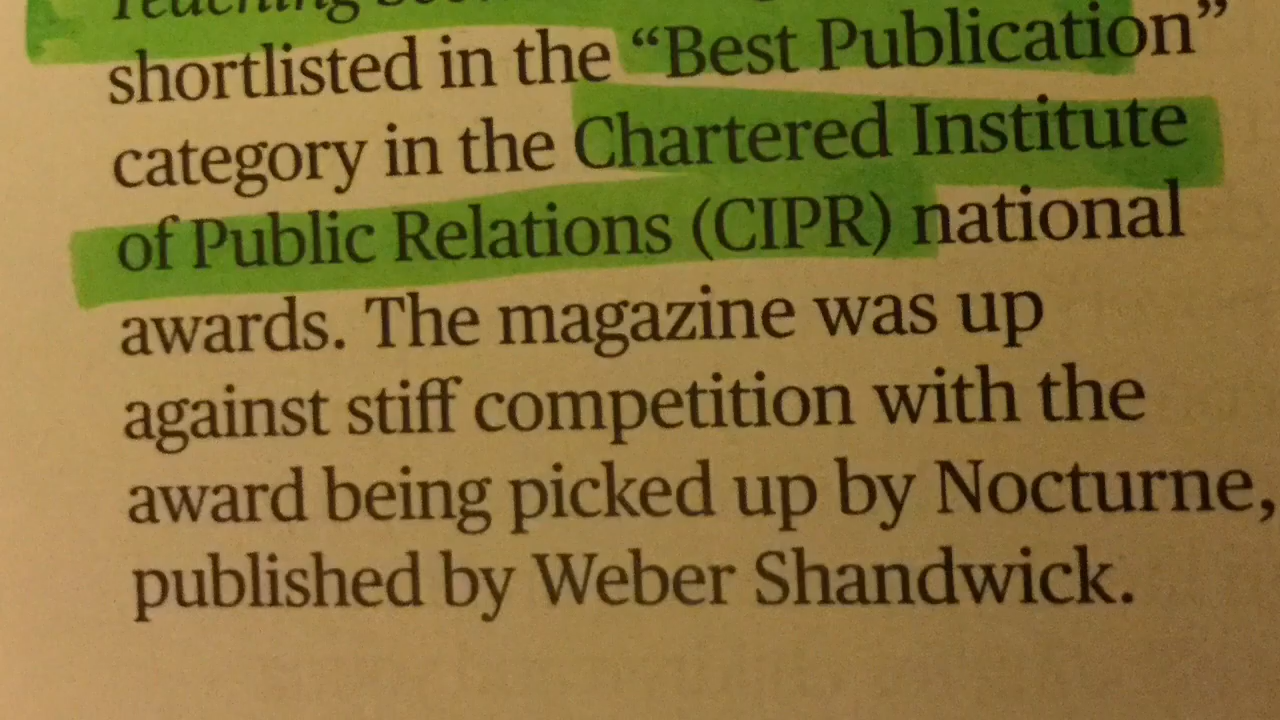 Teaching
shortlisted in the “Best Publication”
category in the Chartered Institute
of Public Relations (CIPR) national
awards. The magazine was up
against stiff competition with the
award being picked up by Nocturne,
published by Weber Shandwick.